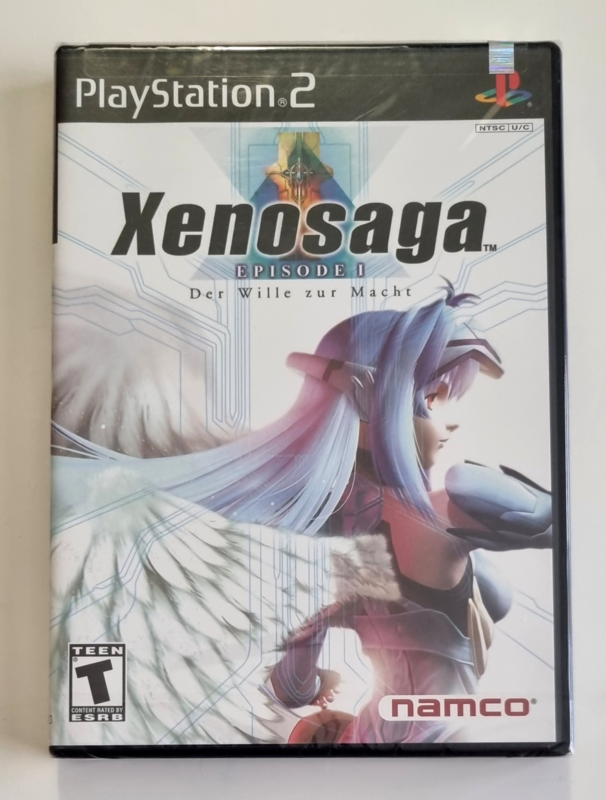 PlayStation®2
NTSC U/C
Xenosaga™
EPISODE I
Der Wille zur Macht
TEEN
T
CONTENT RATED BY
ESRB
namco®